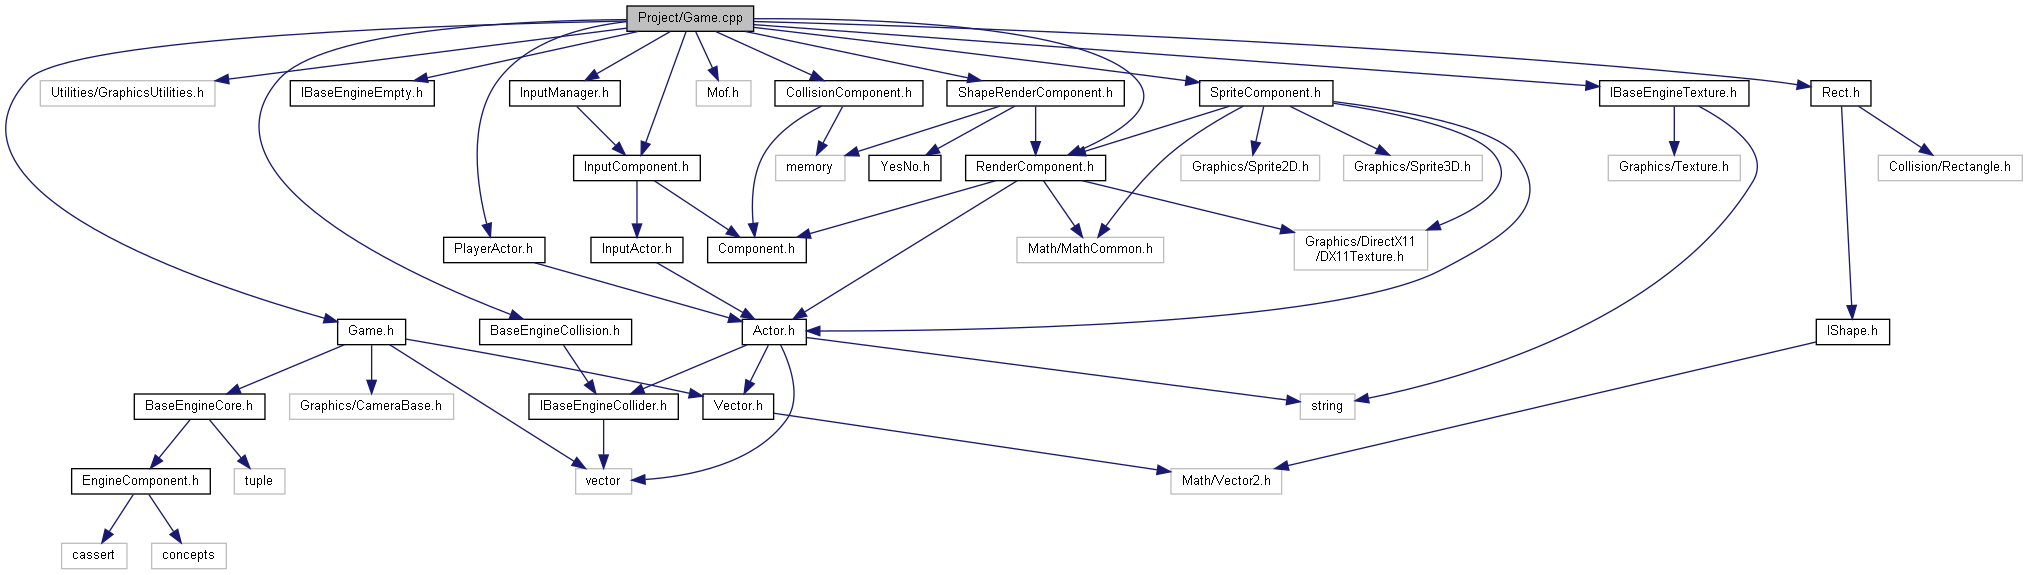 Project/Game.cpp
Utilities/GraphicsUtilities.h
IBaseEngineEmpty.h
InputManager.h
Mof.h
CollisionComponent.h
ShapeRenderComponent.h
SpriteComponent.h
IBaseEngineTexture.h
Rect.h
InputComponent.h
memory
YesNo.h
RenderComponent.h
Graphics/Sprite2D.h
Graphics/Sprite3D.h
Graphics/Texture.h
Collision/Rectangle.h
PlayerActor.h
InputActor.h
Component.h
Math/MathCommon.h
Graphics/DirectX11
/DX11Texture.h
Game.h
BaseEngineCollision.h
Actor.h
IShape.h
BaseEngineCore.h
Graphics/CameraBase.h
IBaseEngineCollider.h
Vector.h
string
EngineComponent.h
tuple
vector
Math/Vector2.h
cassert
concepts